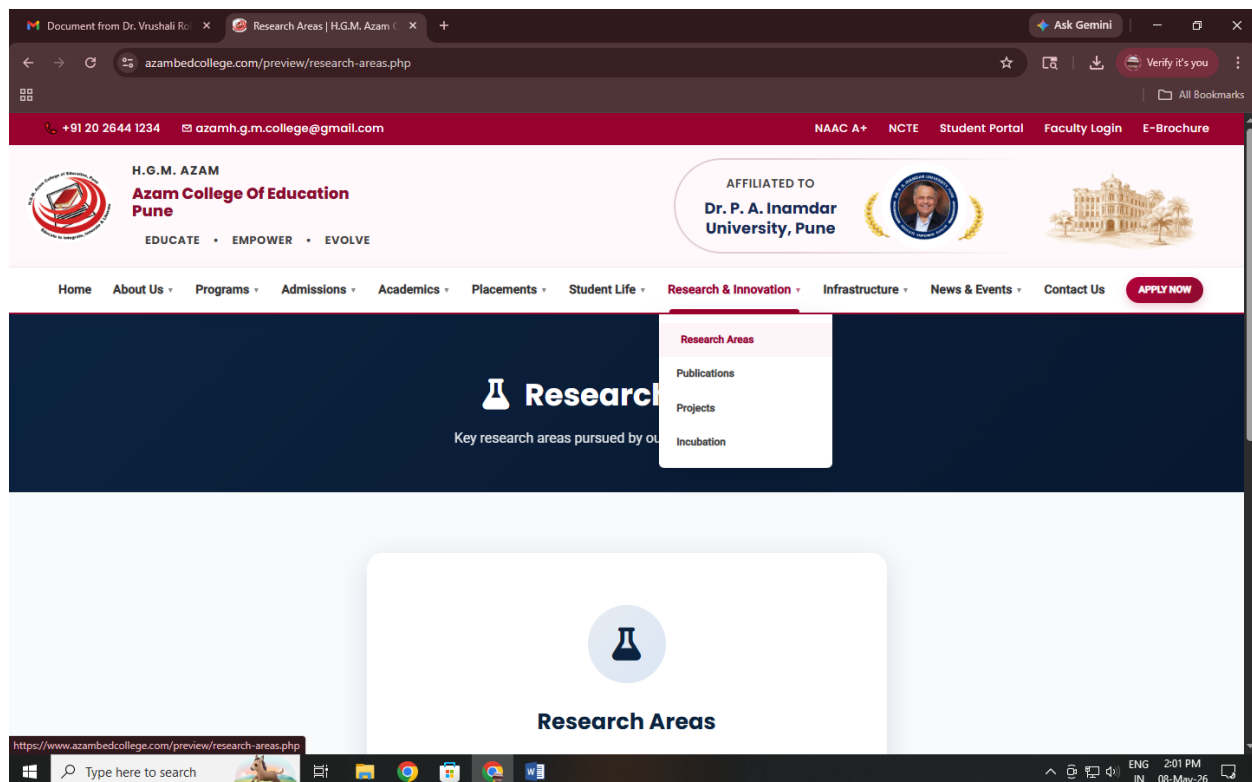 Document from Dr. Vrushali Ro
Research Areas | H.G.M. Azam C
Ask Gemini
azambedcollege.com/preview/research-areas.php
Verify it's you
All Bookmarks
+91 20 2644 1234 azamh.g.m.college@gmail.com NAAC A+ NCTE Student Portal Faculty Login E-Brochure
H.G.M. AZAM
Azam College Of Education
Pune
EDUCATE • EMPOWER • EVOLVE
AFFILIATED TO
Dr. P. A. Inamdar
University, Pune
Home About Us Programs Admissions Academics Placements Student Life Research & Innovation Infrastructure News & Events Contact Us APPLY NOW
Research Areas
Publications
Projects
Incubation
Researc
Key research areas pursued by ou
Research Areas
https://www.azambedcollege.com/preview/research-areas.php
Type here to search
ENG 2:01 PM
IN 08-May-26